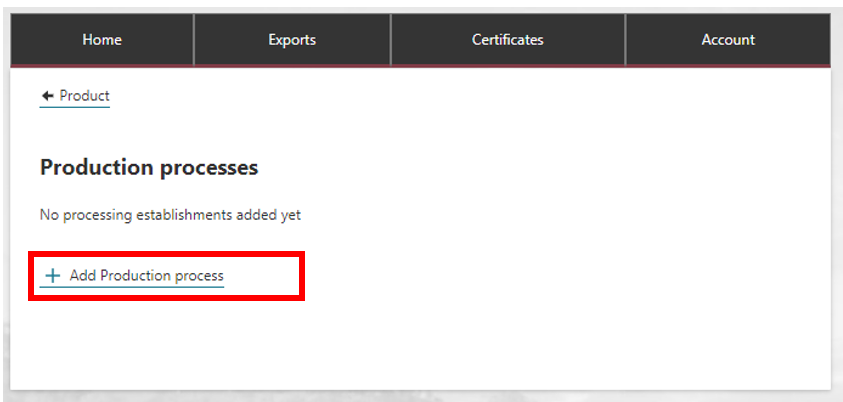 Home Exports Certificates Account
Product
Production processes
No processing establishments added yet
+ Add Production process